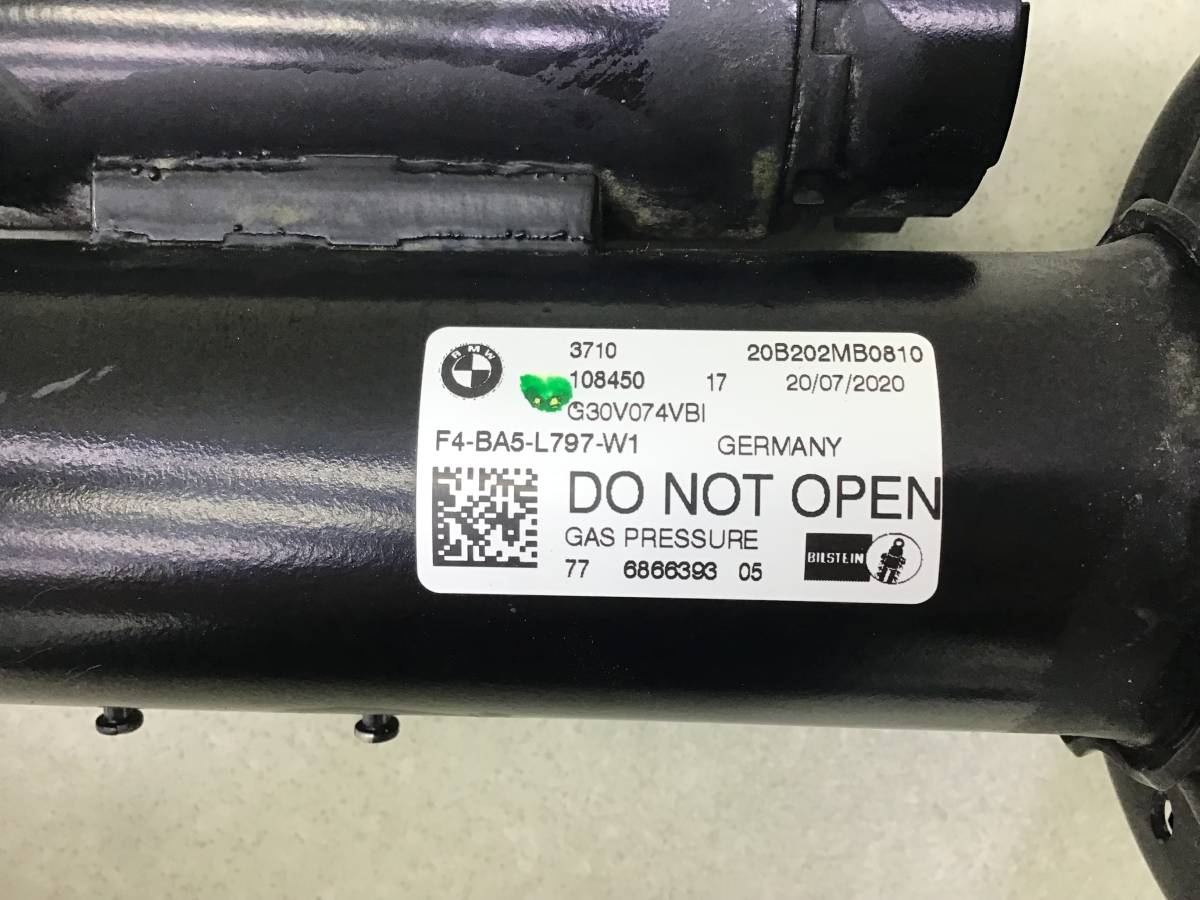 BMW
3710 20B202MB0810
108450 17 20/07/2020
G30V074VBI
F4-BA5-L797-W1 GERMANY
DO NOT OPEN
GAS PRESSURE
77 6866393 05
BILSTEIN